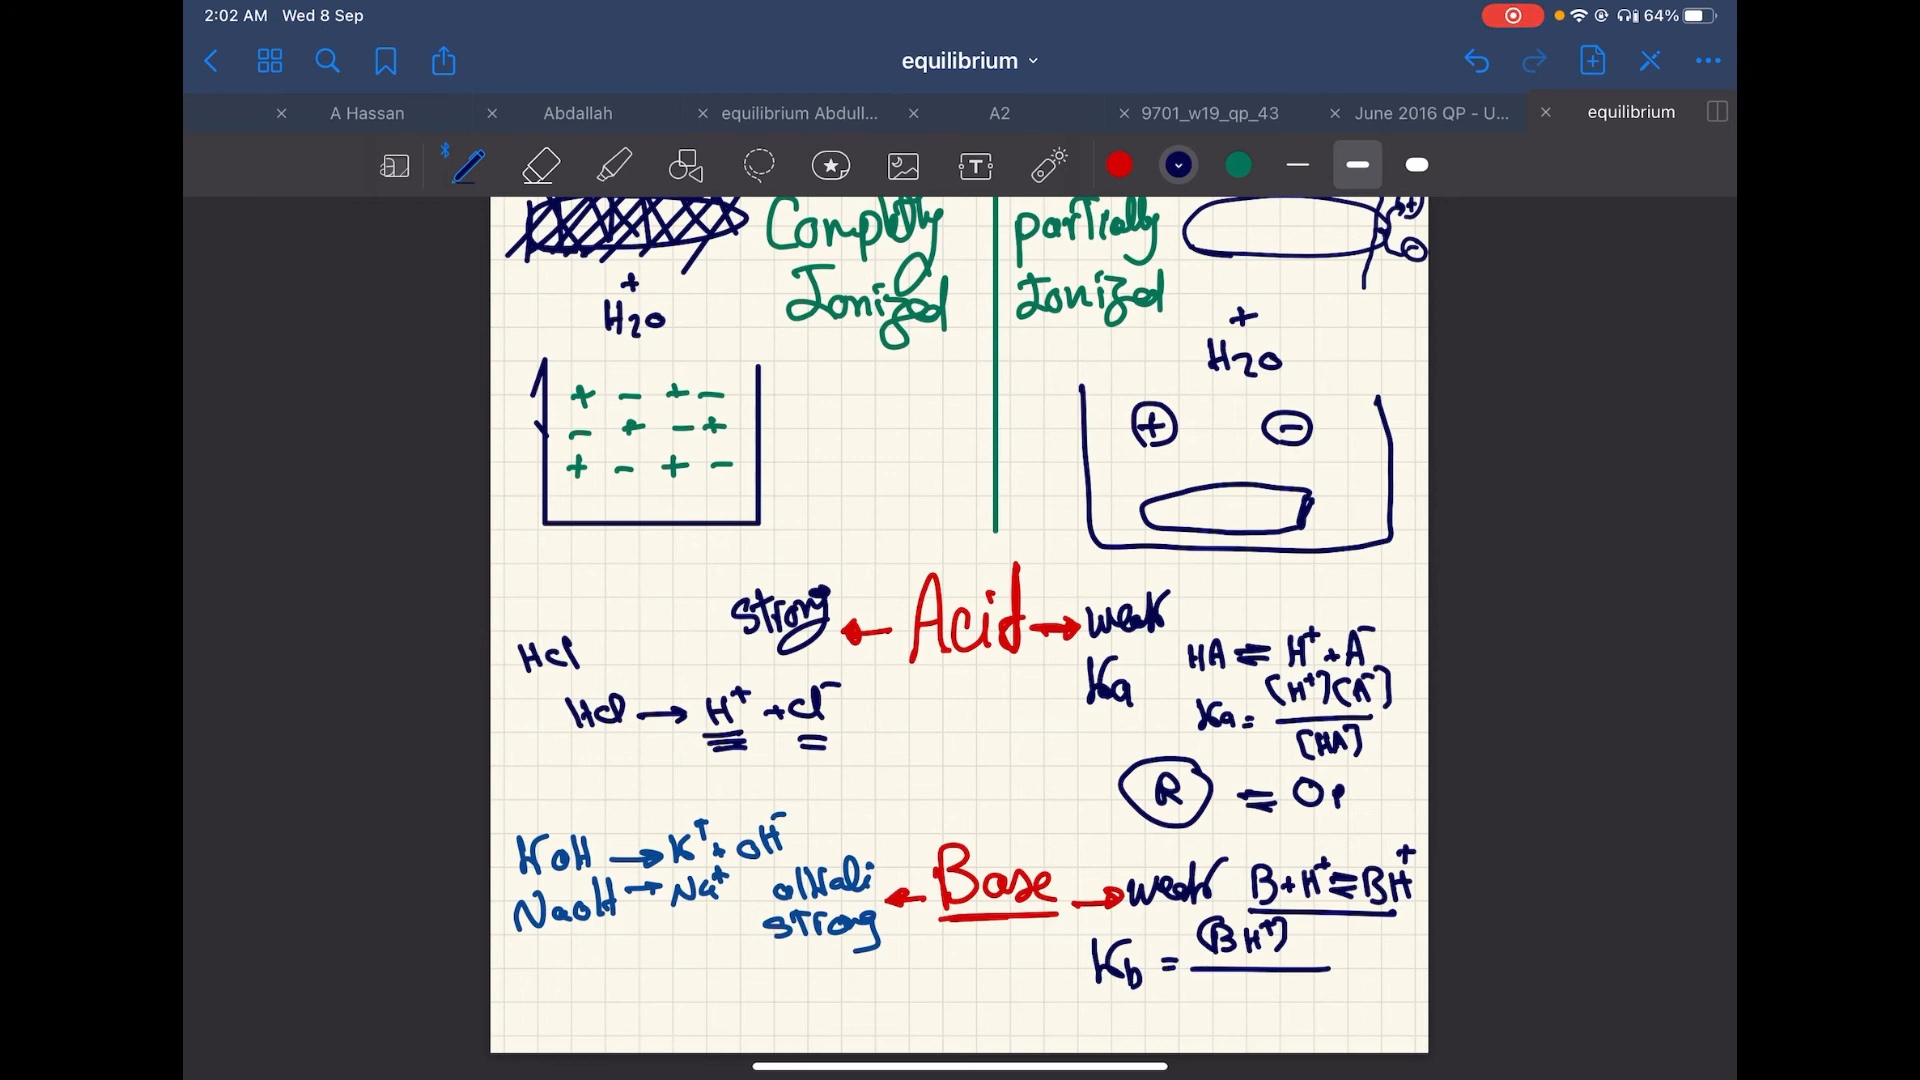 2:02 AM Wed 8 Sep
64%
equilibrium
A Hassan
Abdallah
equilibrium Abdull...
A2
9701_w19_qp_43
June 2016 QP - U...
equilibrium
Complitly
Ionized
partially
Ionized
+
H2O
+
H2O
+ - + -
- + - +
+ - + -
+ -
strong ← Acid → weak
HCl
HCl → H⁺ + Cl⁻
Ka
HA ⇌ H⁺ + A⁻
Ka = [H⁺][A⁻]
[HA]
R ⇌ OP
KOH → K⁺ + OH⁻
NaOH → Na⁺
alkali
strong
← Base → weak
B + H⁺ ⇌ BH⁺
Kb = [BH⁺]